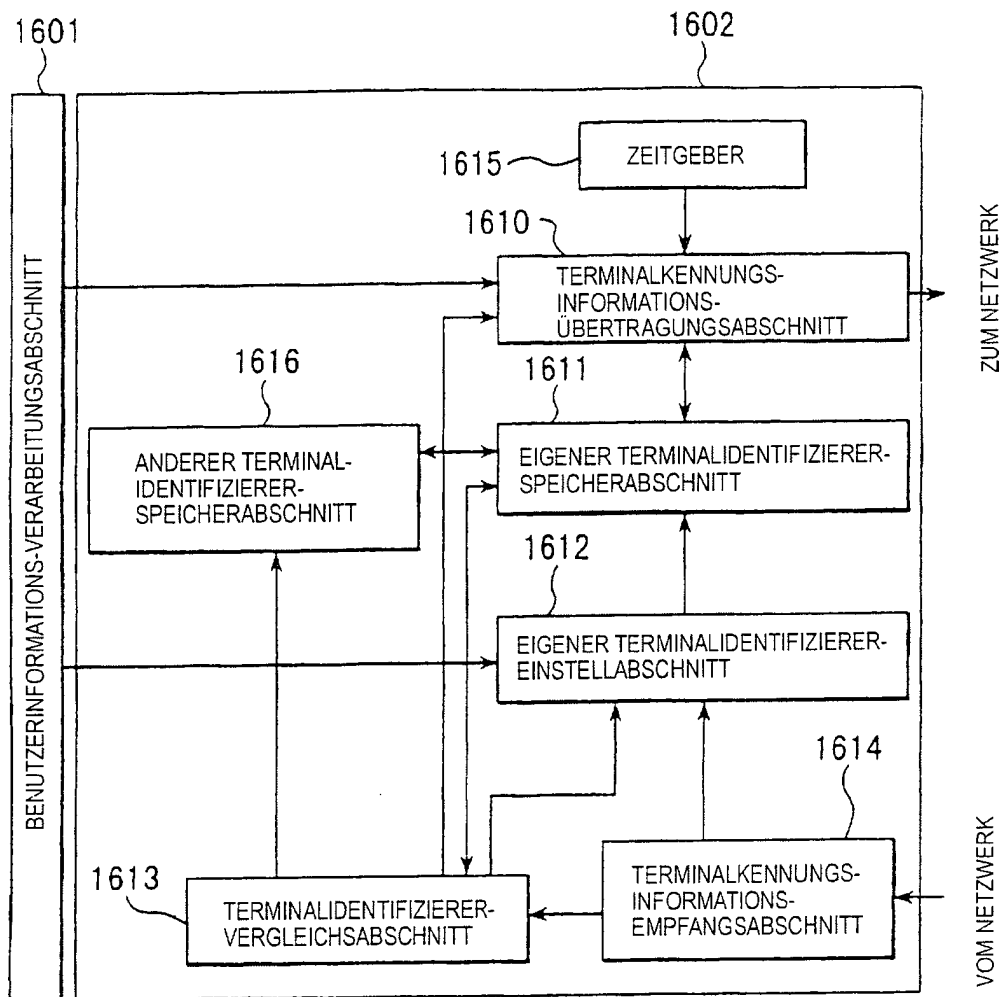 1601
1602
ZEITGEBER
1615
1610
TERMINALKENNUNGS-
INFORMATIONS-
ÜBERTRAGUNGSABSCHNITT
ZUM NETZWERK
1616
1611
ANDERER TERMINAL-
IDENTIFIZIERER-
SPEICHERABSCHNITT
EIGENER TERMINALIDENTIFIZIERER-
SPEICHERABSCHNITT
BENUTZERINFORMATIONS-VERARBEITUNGSABSCHNITT
1612
EIGENER TERMINALIDENTIFIZIERER-
EINSTELLABSCHNITT
1614
1613
TERMINALIDENTIFIZIERER-
VERGLEICHSABSCHNITT
TERMINALKENNUNGS-
INFORMATIONS-
EMPFANGSABSCHNITT
VOM NETZWERK